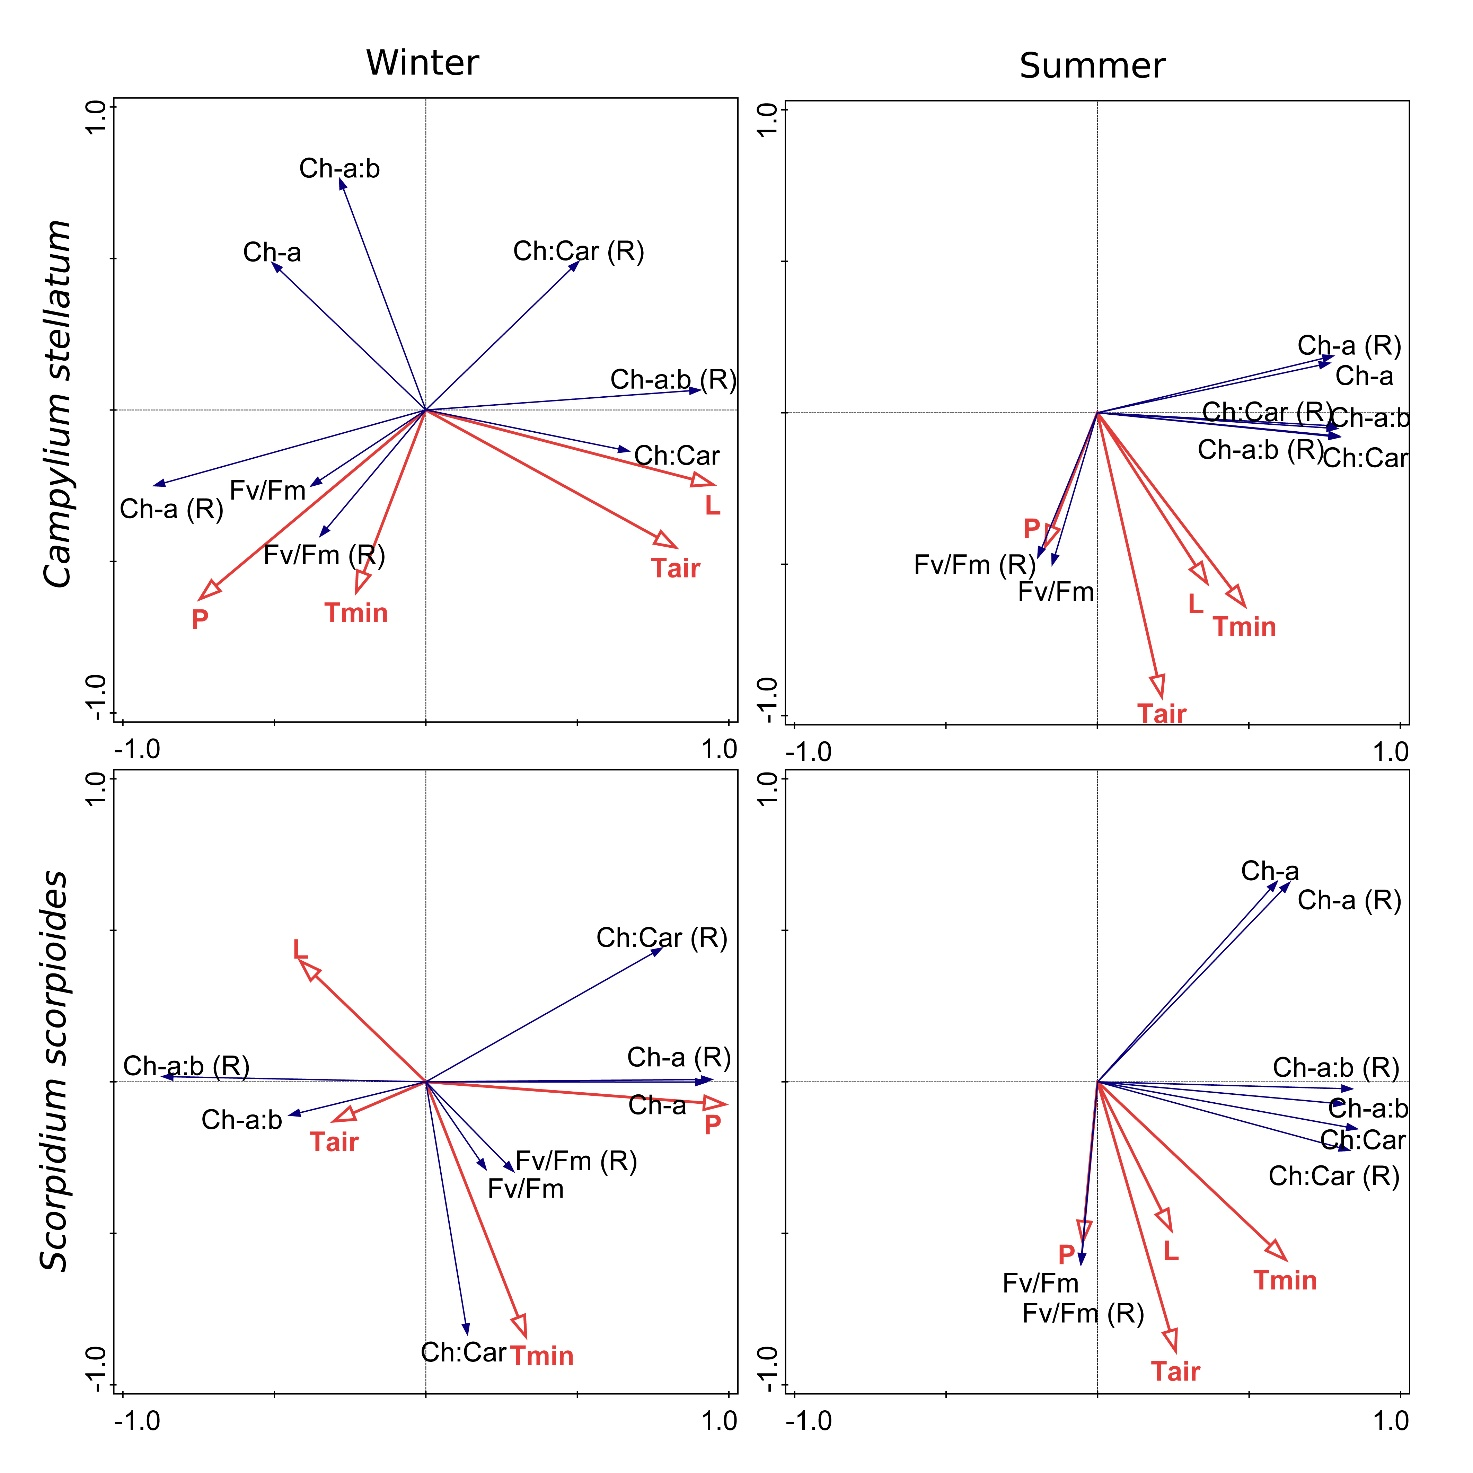 Winter
Summer
Campylium stellatum
1.0
Ch-a:b
Ch-a
Ch:Car (R)
Ch-a:b (R)
Ch:Car
L
Ch-a (R)
Fv/Fm
Fv/Fm (R)
Tair
P
Tmin
-1.0
-1.0
1.0
1.0
Ch-a (R)
Ch-a
Ch:Car (R)
Ch-a:b
Ch-a:b (R)
Ch:Car
P
Fv/Fm (R)
Fv/Fm
L
Tmin
Tair
-1.0
-1.0
1.0
Scorpidium scorpioides
1.0
L
Ch:Car (R)
Ch-a:b (R)
Ch-a (R)
Ch-a
P
Ch-a:b
Tair
Fv/Fm (R)
Fv/Fm
Ch:Car
Tmin
-1.0
-1.0
1.0
1.0
Ch-a
Ch-a (R)
Ch-a:b (R)
Ch-a:b
Ch:Car
Ch:Car (R)
P
L
Tmin
Fv/Fm
Fv/Fm (R)
Tair
-1.0
-1.0
1.0